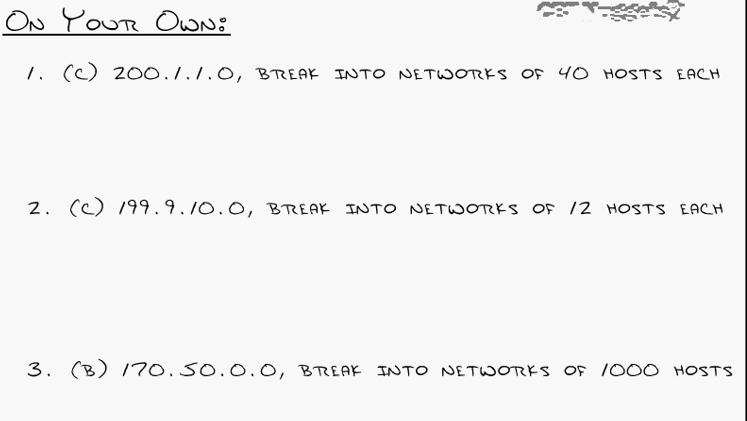 On Your Own:
1. (C) 200.1.1.0, BREAK INTO NETWORKS OF 40 HOSTS EACH
2. (C) 199.9.10.0, BREAK INTO NETWORKS OF 12 HOSTS EACH
3. (B) 170.50.0.0, BREAK INTO NETWORKS OF 1000 HOSTS